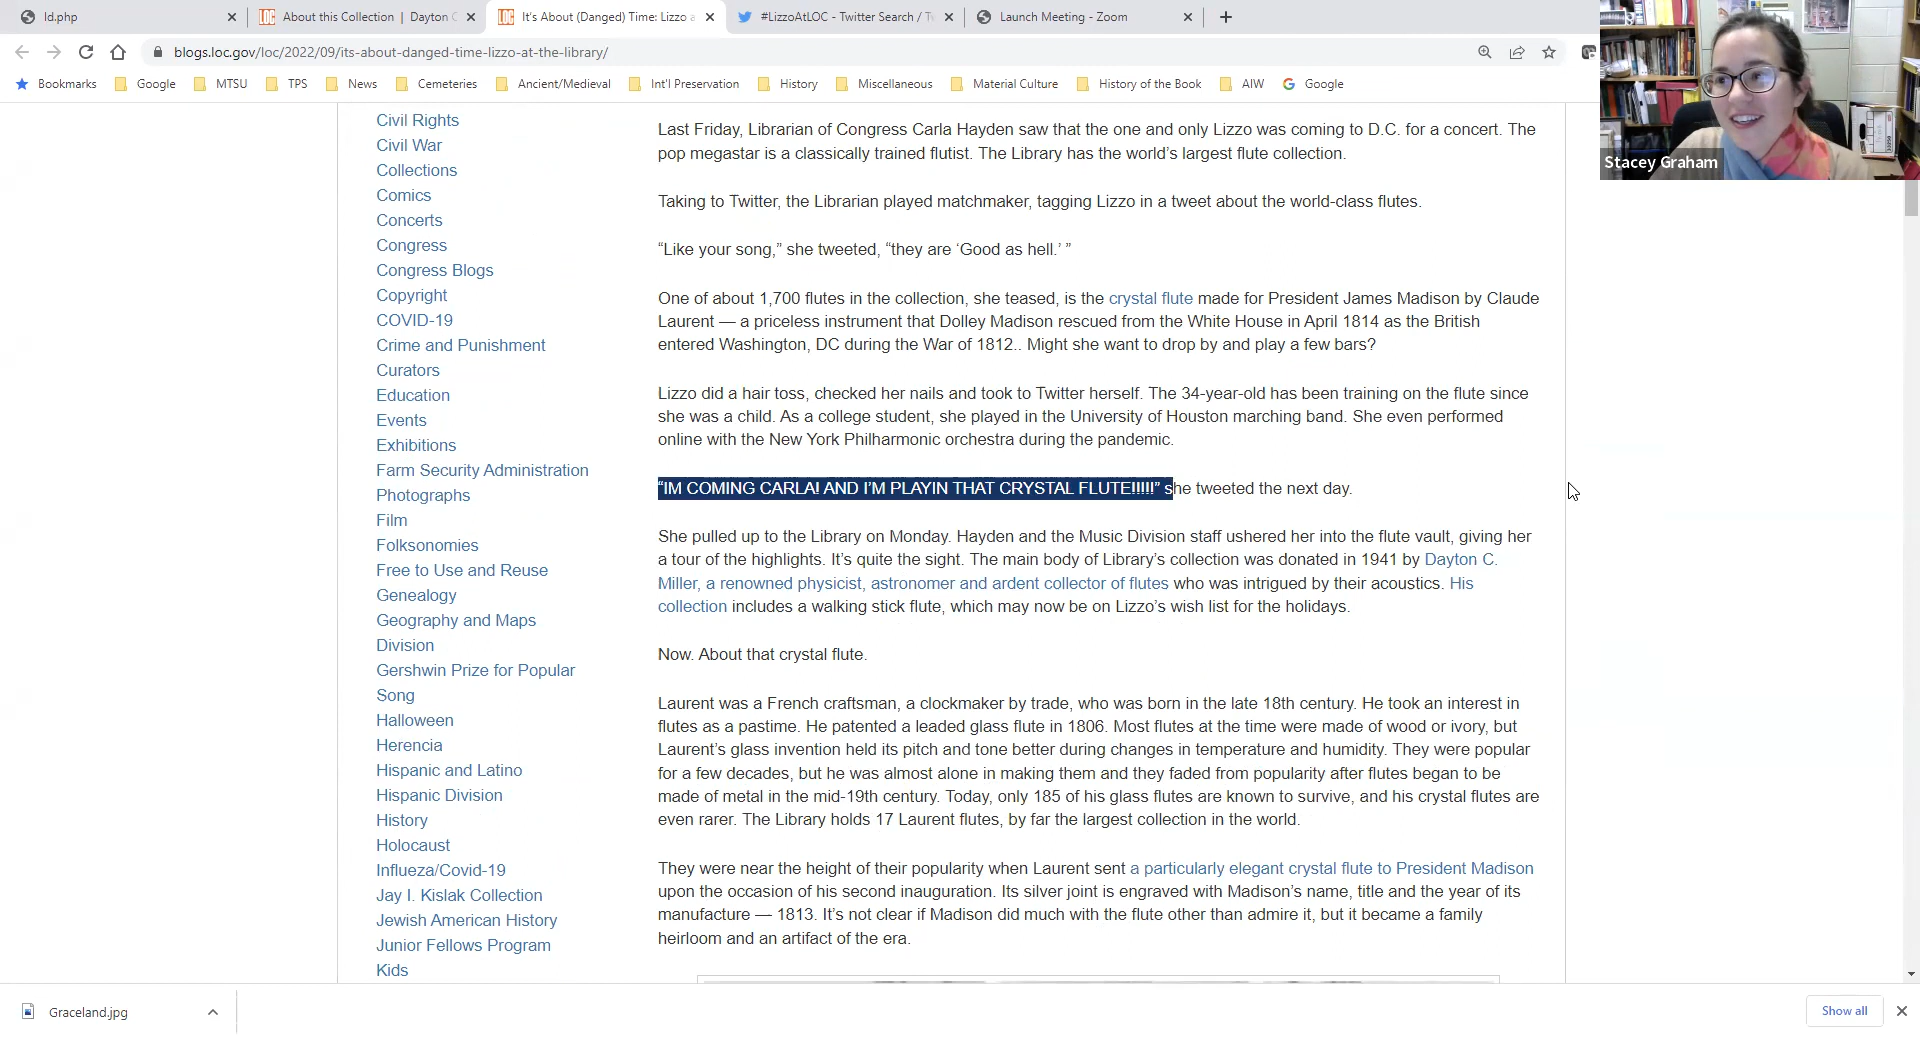 ld.php
About this Collection | Dayton C
It's About (Danged) Time: Lizzo a
#LizzoAtLOC - Twitter Search / Tw
Launch Meeting - Zoom
blogs.loc.gov/loc/2022/09/its-about-danged-time-lizzo-at-the-library/
Bookmarks Google MTSU TPS News Cemeteries Ancient/Medieval Int'l Preservation History Miscellaneous Material Culture History of the Book AIW Google
Stacey Graham
Civil Rights
Civil War
Collections
Comics
Concerts
Congress
Congress Blogs
Copyright
COVID-19
Crime and Punishment
Curators
Education
Events
Exhibitions
Farm Security Administration
Photographs
Film
Folksonomies
Free to Use and Reuse
Genealogy
Geography and Maps
Division
Gershwin Prize for Popular
Song
Halloween
Herencia
Hispanic and Latino
Hispanic Division
History
Holocaust
Influeza/Covid-19
Jay I. Kislak Collection
Jewish American History
Junior Fellows Program
Kids
Last Friday, Librarian of Congress Carla Hayden saw that the one and only Lizzo was coming to D.C. for a concert. The
pop megastar is a classically trained flutist. The Library has the world's largest flute collection.
Taking to Twitter, the Librarian played matchmaker, tagging Lizzo in a tweet about the world-class flutes.
“Like your song,” she tweeted, “they are ‘Good as hell.’ ”
One of about 1,700 flutes in the collection, she teased, is the crystal flute made for President James Madison by Claude
Laurent — a priceless instrument that Dolley Madison rescued from the White House in April 1814 as the British
entered Washington, DC during the War of 1812.. Might she want to drop by and play a few bars?
Lizzo did a hair toss, checked her nails and took to Twitter herself. The 34-year-old has been training on the flute since
she was a child. As a college student, she played in the University of Houston marching band. She even performed
online with the New York Philharmonic orchestra during the pandemic.
“IM COMING CARLA! AND I’M PLAYIN THAT CRYSTAL FLUTE!!!!!” she tweeted the next day.
She pulled up to the Library on Monday. Hayden and the Music Division staff ushered her into the flute vault, giving her
a tour of the highlights. It’s quite the sight. The main body of Library’s collection was donated in 1941 by Dayton C.
Miller, a renowned physicist, astronomer and ardent collector of flutes who was intrigued by their acoustics. His
collection includes a walking stick flute, which may now be on Lizzo’s wish list for the holidays.
Now. About that crystal flute.
Laurent was a French craftsman, a clockmaker by trade, who was born in the late 18th century. He took an interest in
flutes as a pastime. He patented a leaded glass flute in 1806. Most flutes at the time were made of wood or ivory, but
Laurent’s glass invention held its pitch and tone better during changes in temperature and humidity. They were popular
for a few decades, but he was almost alone in making them and they faded from popularity after flutes began to be
made of metal in the mid-19th century. Today, only 185 of his glass flutes are known to survive, and his crystal flutes are
even rarer. The Library holds 17 Laurent flutes, by far the largest collection in the world.
They were near the height of their popularity when Laurent sent a particularly elegant crystal flute to President Madison
upon the occasion of his second inauguration. Its silver joint is engraved with Madison’s name, title and the year of its
manufacture — 1813. It’s not clear if Madison did much with the flute other than admire it, but it became a family
heirloom and an artifact of the era.
Graceland.jpg
Show all